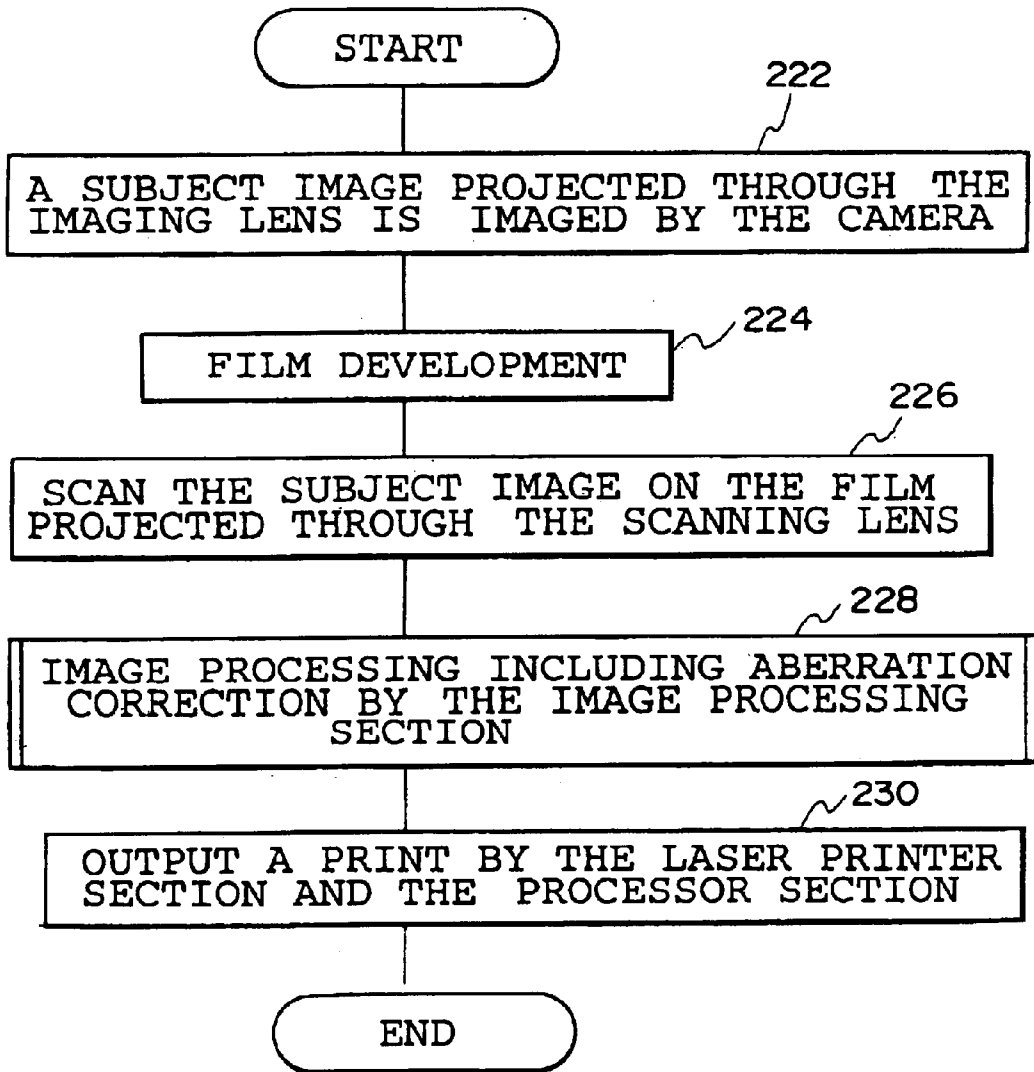 START
222
A SUBJECT IMAGE PROJECTED THROUGH THE
IMAGING LENS IS IMAGED BY THE CAMERA
224
FILM DEVELOPMENT
226
SCAN THE SUBJECT IMAGE ON THE FILM
PROJECTED THROUGH THE SCANNING LENS
228
IMAGE PROCESSING INCLUDING ABERRATION
CORRECTION BY THE IMAGE PROCESSING
SECTION
230
OUTPUT A PRINT BY THE LASER PRINTER
SECTION AND THE PROCESSOR SECTION
END